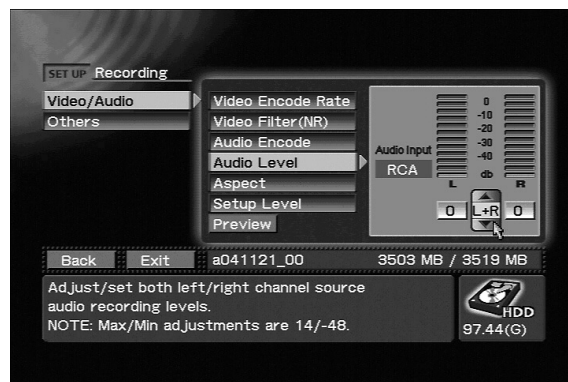 SET UP Recording
Video/Audio
Others
Video Encode Rate
Video Filter(NR)
Audio Encode
Audio Level
Aspect
Setup Level
Preview
Audio Input
RCA
0
-10
-20
-30
-40
db
L
R
0
L+R
0
Back
Exit
a041121_00
3503 MB / 3519 MB
Adjust/set both left/right channel source
audio recording levels.
NOTE: Max/Min adjustments are 14/-48.
HDD
97.44(G)